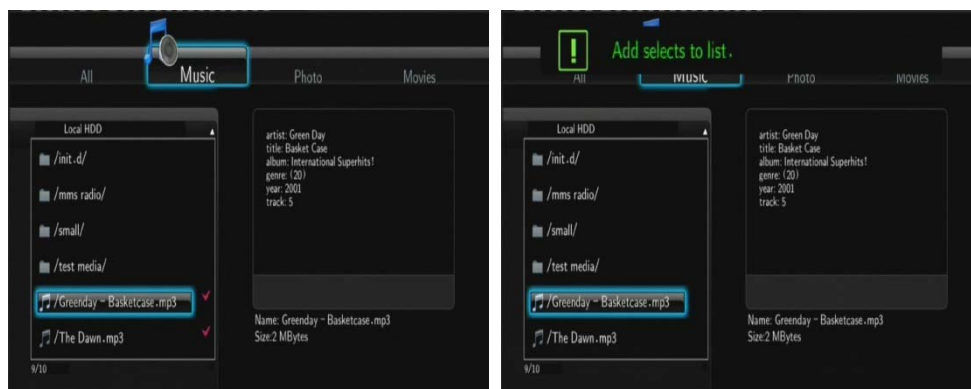 All Music Photo Movies
Local HDD
/init.d/
/mms radio/
/small/
/test media/
/Greenday - Basketcase.mp3
/The Dawn.mp3
9/10
artist: Green Day
title: Basket Case
album: International Superhits!
genre: (20)
year: 2001
track: 5
Name: Greenday - Basketcase.mp3
Size:2 MBytes
! Add selects to list.
All Music Photo Movies
Local HDD
/init.d/
/mms radio/
/small/
/test media/
/Greenday - Basketcase.mp3
/The Dawn.mp3
9/10
artist: Green Day
title: Basket Case
album: International Superhits!
genre: (20)
year: 2001
track: 5
Name: Greenday - Basketcase.mp3
Size:2 MBytes